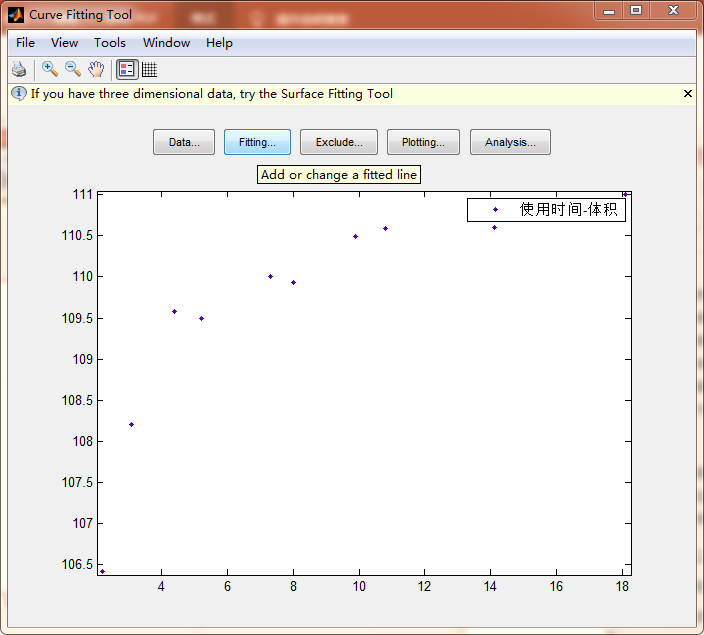 Curve Fitting Tool
File View Tools Window Help
If you have three dimensional data, try the Surface Fitting Tool
Data... Fitting... Exclude... Plotting... Analysis...
Add or change a fitted line
使用时间-体积
111
110.5
110
109.5
109
108.5
108
107.5
107
106.5
4 6 8 10 12 14 16 18